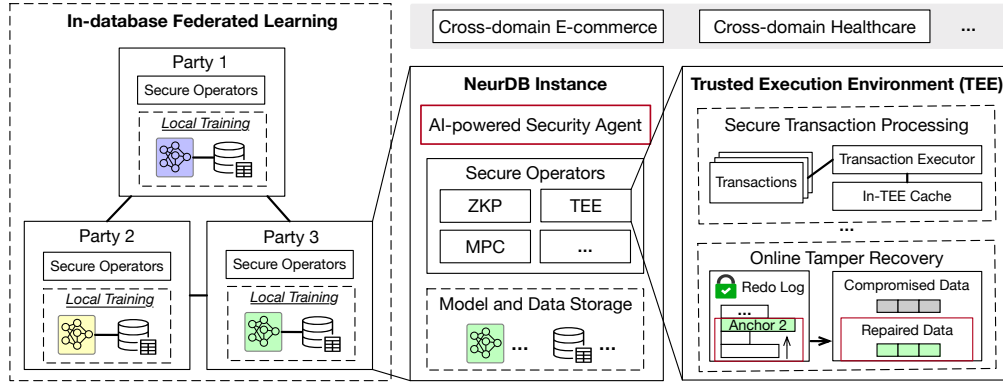 In-database Federated Learning
Party 1
Secure Operators
Local Training
Party 2
Secure Operators
Local Training
Party 3
Secure Operators
Local Training
Cross-domain E-commerce
Cross-domain Healthcare
...
NeurDB Instance
AI-powered Security Agent
Secure Operators
ZKP
TEE
MPC
...
Model and Data Storage
... ...
Trusted Execution Environment (TEE)
Secure Transaction Processing
Transactions
Transaction Executor
In-TEE Cache
...
Online Tamper Recovery
Redo Log
...
Anchor 2
Compromised Data
Repaired Data